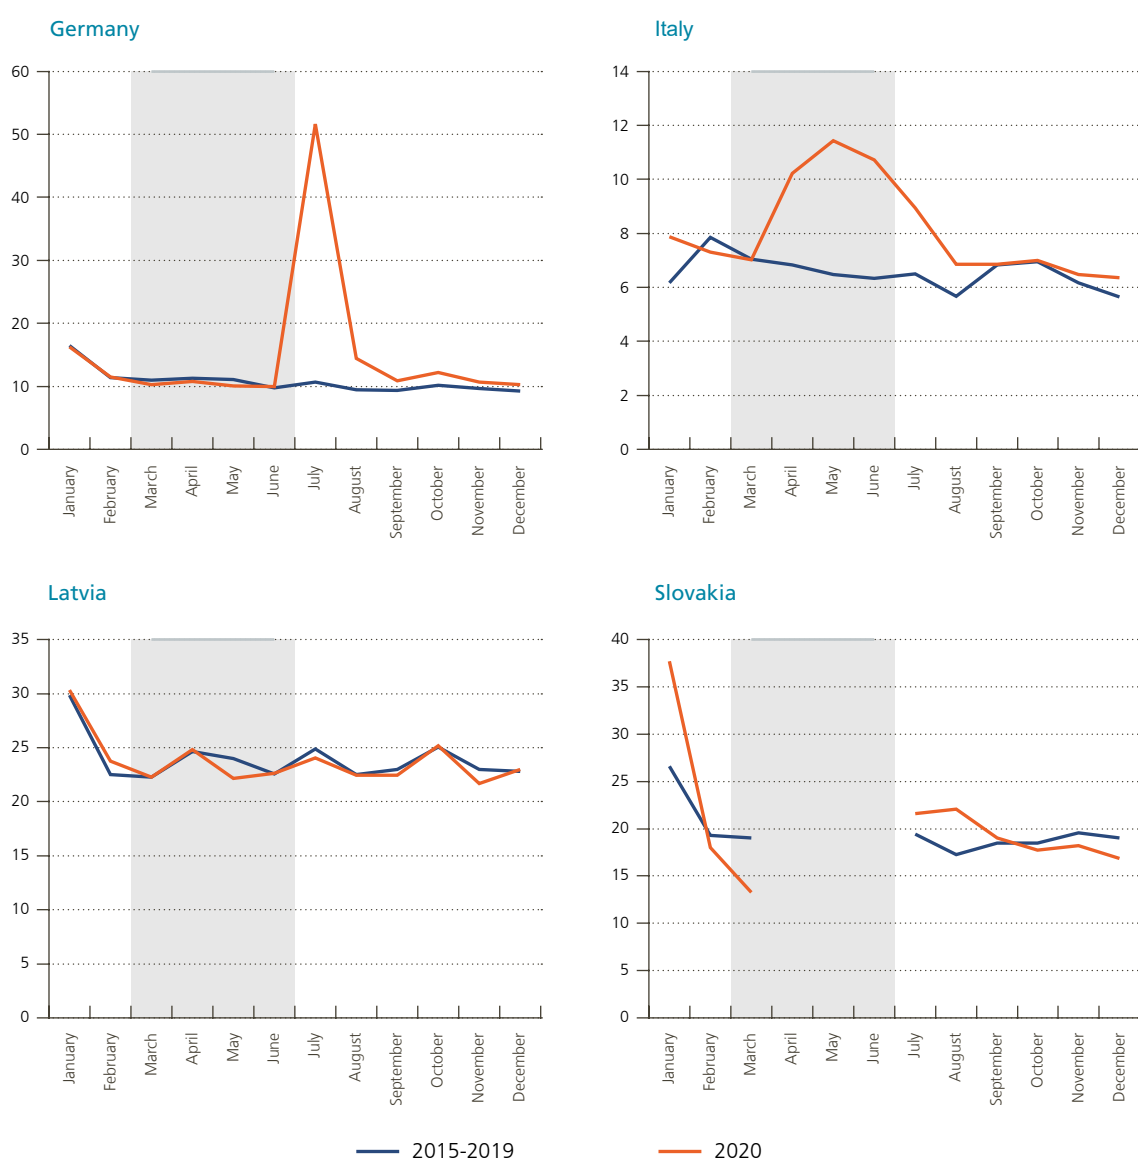 Germany
60
50
40
30
20
10
0
January
February
March
April
May
June
July
August
September
October
November
December
Italy
14
12
10
8
6
4
2
0
January
February
March
April
May
June
July
August
September
October
November
December
Latvia
35
30
25
20
15
10
5
0
January
February
March
April
May
June
July
August
September
October
November
December
Slovakia
40
35
30
25
20
15
10
5
0
January
February
March
April
May
June
July
August
September
October
November
December
2015-2019
2020